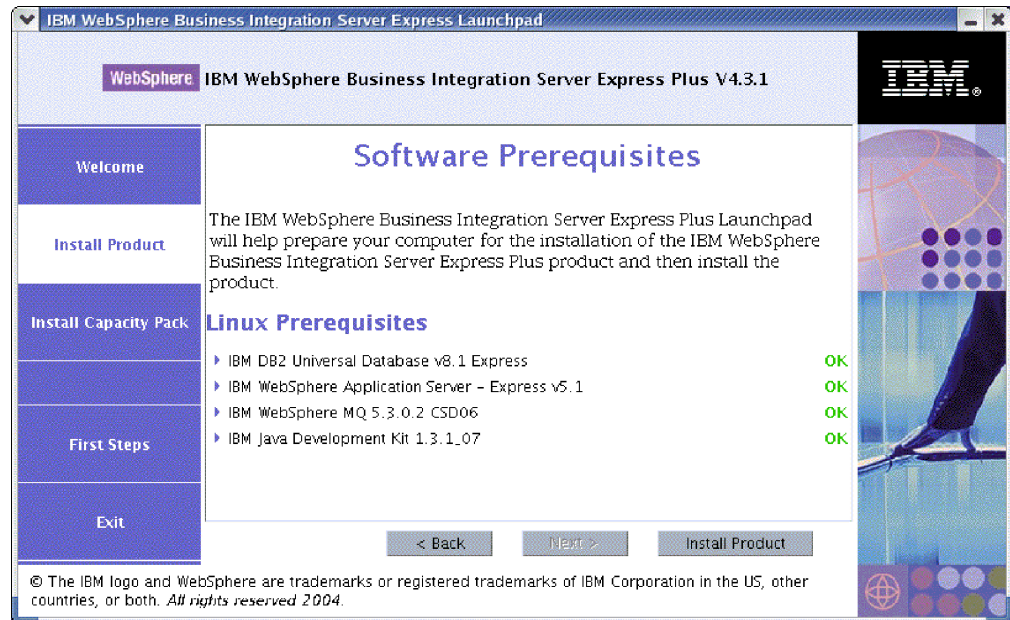 IBM WebSphere Business Integration Server Express Launchpad
WebSphere. IBM WebSphere Business Integration Server Express Plus V4.3.1
IBM®
Welcome
Install Product
Install Capacity Pack
First Steps
Exit
Software Prerequisites
The IBM WebSphere Business Integration Server Express Plus Launchpad
will help prepare your computer for the installation of the IBM WebSphere
Business Integration Server Express Plus product and then install the
product.
Linux Prerequisites
IBM DB2 Universal Database v8.1 Express OK
IBM WebSphere Application Server – Express v5.1 OK
IBM WebSphere MQ 5.3.0.2 CSD06 OK
IBM Java Development Kit 1.3.1_07 OK
< Back Next > Install Product
© The IBM logo and WebSphere are trademarks or registered trademarks of IBM Corporation in the US, other
countries, or both. All rights reserved 2004.